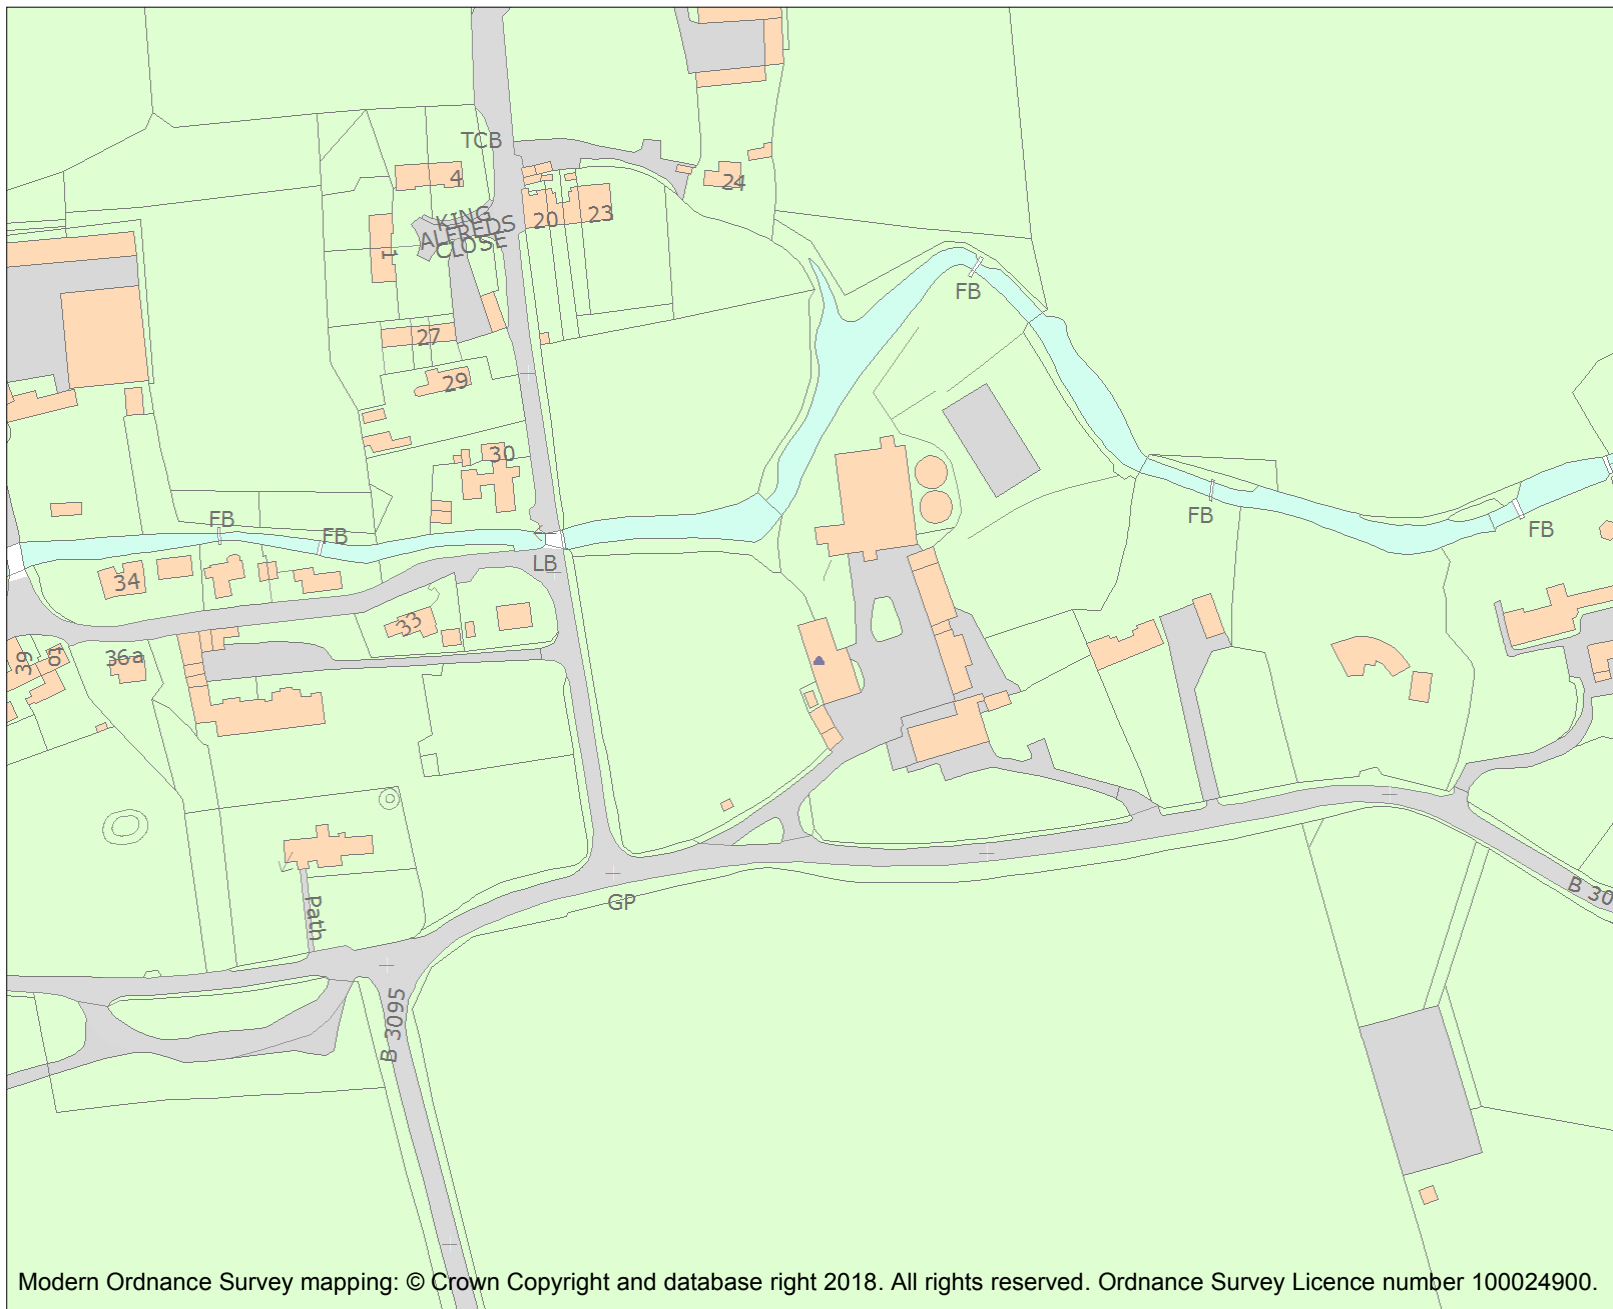 TCB
4
24
KING
ALFREDS
CLOSE
20
23
1
FB
27
29
30
FB
FB
FB
FB
LB
34
33
39
61
36a
GP
B 30
Path
B 3095
Modern Ordnance Survey mapping: © Crown Copyright and database right 2018. All rights reserved. Ordnance Survey Licence number 100024900.